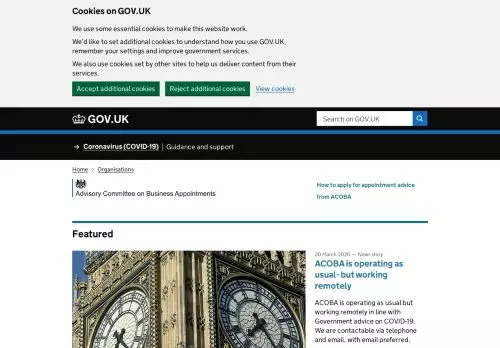 Cookies on GOV.UK
We use some essential cookies to make this website work.
We'd like to set additional cookies to understand how you use GOV.UK,
remember your settings and improve government services.
We also use cookies set by other sites to help us deliver content from their
services.
Accept additional cookies Reject additional cookies View cookies
GOV.UK Search on GOV.UK
→ Coronavirus (COVID-19) | Guidance and support
Home > Organisations
Advisory Committee on Business Appointments
How to apply for appointment advice
from ACOBA
Featured
20 March 2020 — News story
ACOBA is operating as
usual - but working
remotely
ACOBA is operating as usual but
working remotely in line with
Government advice on COVID-19.
We are contactable via telephone
and email, with email preferred.